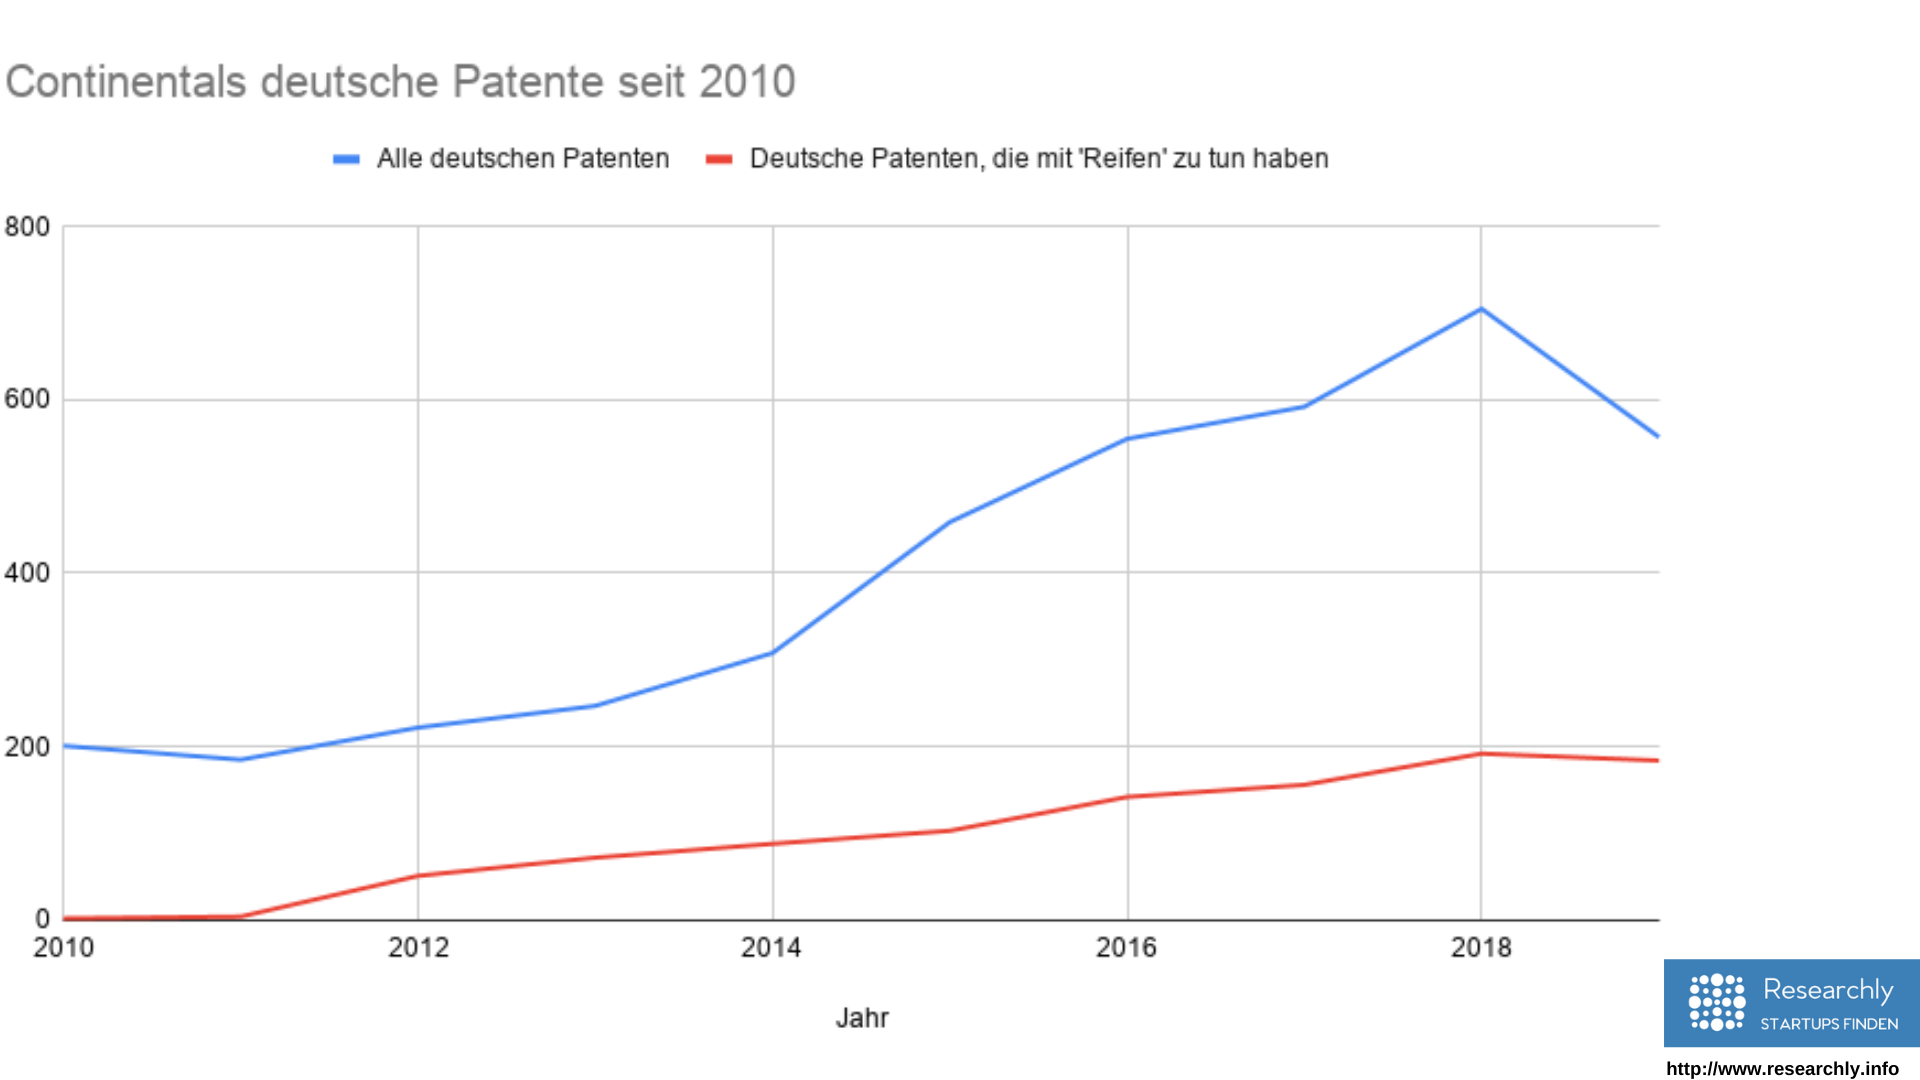 Continentals deutsche Patente seit 2010
Alle deutschen Patenten
Deutsche Patenten, die mit 'Reifen' zu tun haben
800
600
400
200
0
2010
2012
2014
2016
2018
Jahr
Researchly
STARTUPS FINDEN
http://www.researchly.info